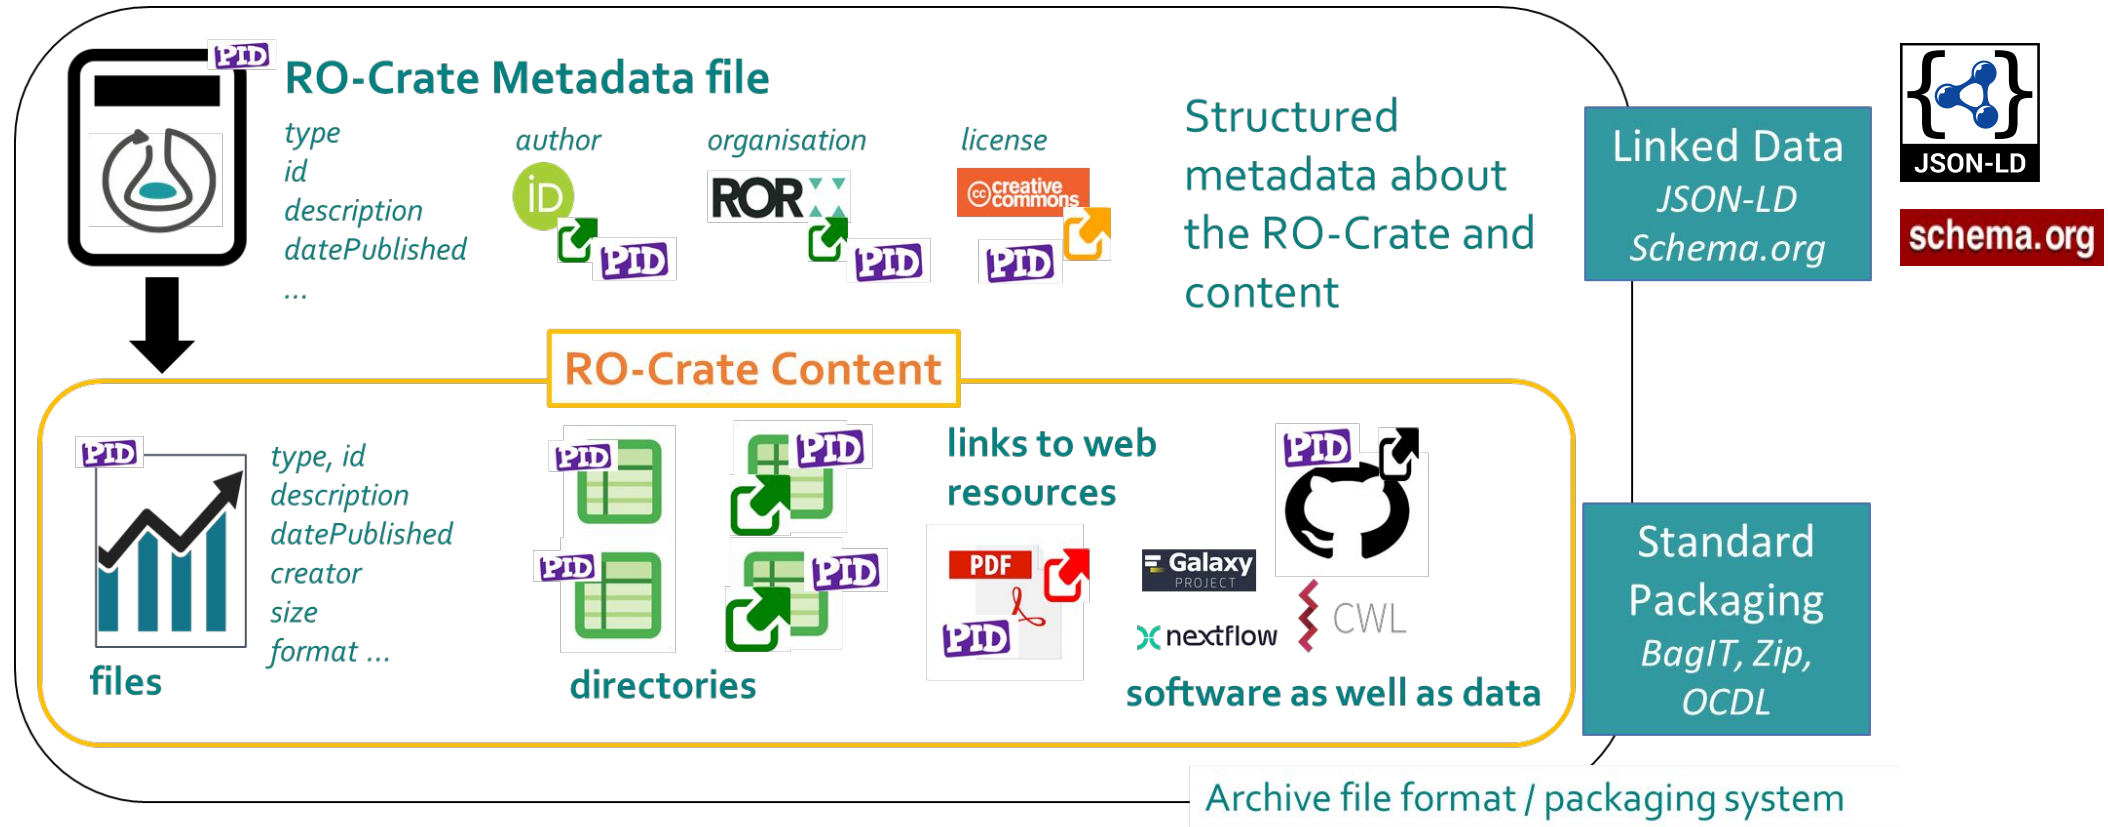 PID
RO-Crate Metadata file
type
id
description
datePublished
...
author
iD
PID
organisation
ROR
PID
license
cc creative commons
PID
Structured
metadata about
the RO-Crate and
content
Linked Data
JSON-LD
Schema.org
JSON-LD
schema.org
RO-Crate Content
PID
type, id
description
datePublished
creator
size
format ...
files
PID
PID
PID
PID
directories
links to web
resources
PDF
PID
PID
Galaxy
PROJECT
nextflow
CWL
software as well as data
Standard
Packaging
BagIT, Zip,
OCDL
Archive file format / packaging system